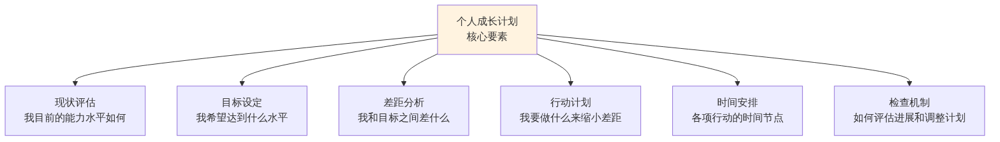 个人成长计划
核心要素
现状评估
我目前的能力水平如何
目标设定
我希望达到什么水平
差距分析
我和目标之间差什么
行动计划
我要做什么来缩小差距
时间安排
各项行动的时间节点
检查机制
如何评估进展和调整计划